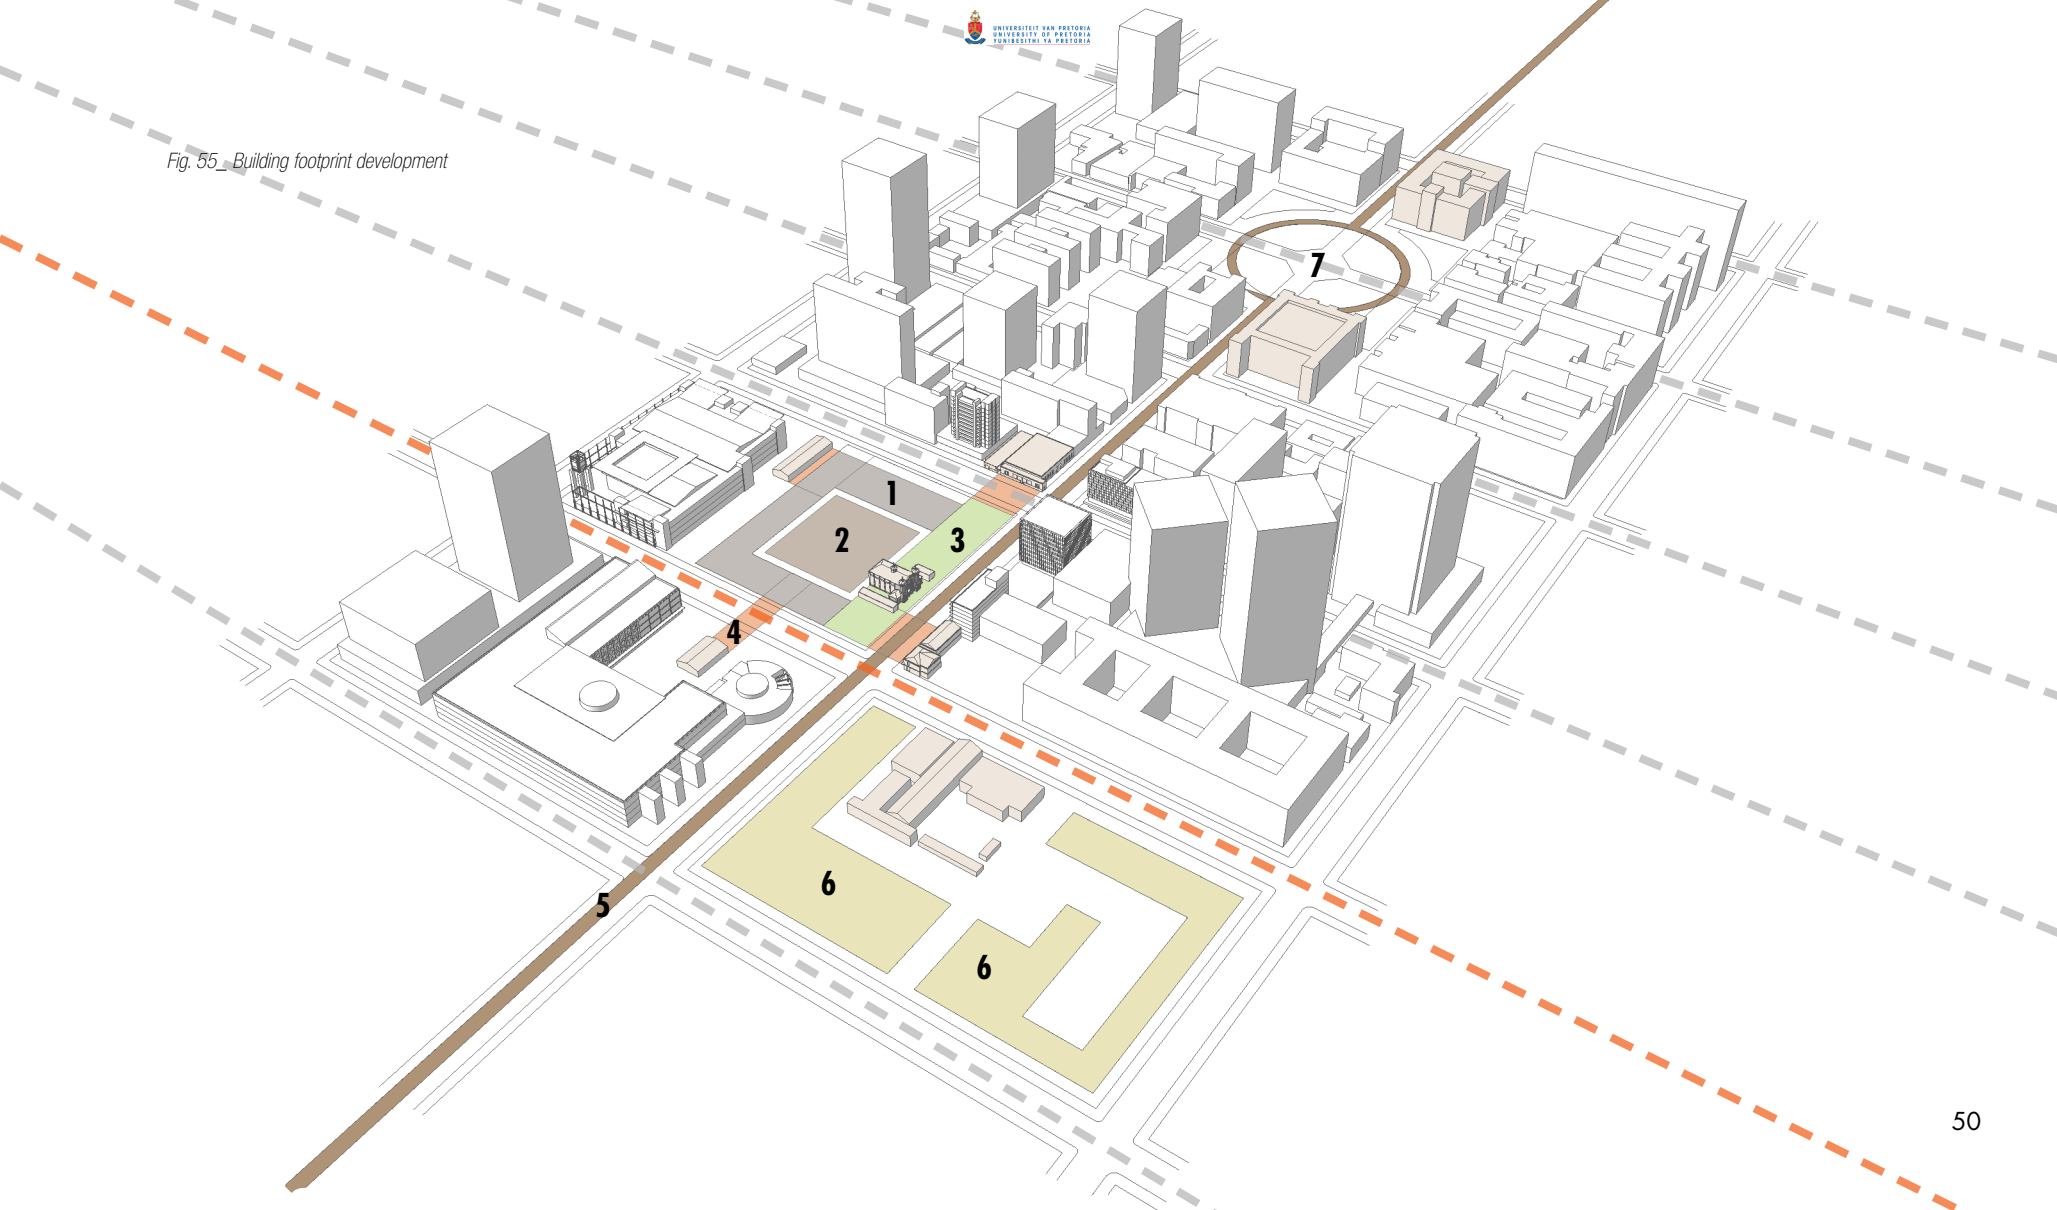 UNIVERSITEIT VAN PRETORIA
UNIVERSITY OF PRETORIA
YUNIBESITHI YA PRETORIA
Fig. 55_ Building footprint development
7
1
2
3
4
5
6
6
50